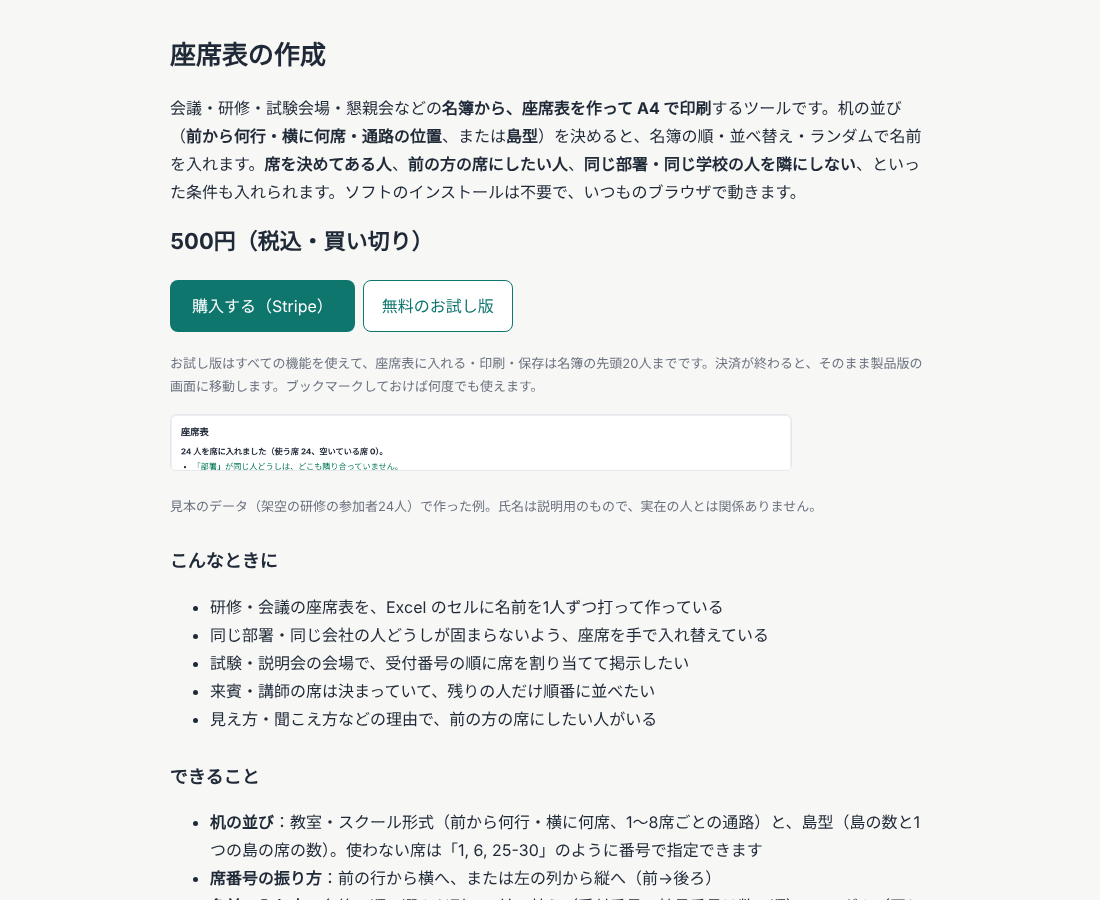 座席表の作成
会議・研修・試験会場・懇親会などの名簿から、座席表を作って A4 で印刷するツールです。机の並び
（前から何行・横に何席・通路の位置、または島型）を決めると、名簿の順・並べ替え・ランダムで名前
を入れます。席を決めてある人、前の方の席にしたい人、同じ部署・同じ学校の人を隣にしない、といっ
た条件も入れられます。ソフトのインストールは不要で、いつものブラウザで動きます。
500円（税込・買い切り）
購入する（Stripe）
無料のお試し版
お試し版はすべての機能を使えて、座席表に入れる・印刷・保存は名簿の先頭20人までです。決済が終わると、そのまま製品版の
画面に移動します。ブックマークしておけば何度でも使えます。
座席表
24 人を席に入れました（使う席 24、空いている席 0）。
• 「部署」が同じ人どうしは、どこも隣り合っていません。
見本のデータ（架空の研修の参加者24人）で作った例。氏名は説明用のもので、実在の人とは関係ありません。
こんなときに
• 研修・会議の座席表を、Excel のセルに名前を1人ずつ打って作っている
• 同じ部署・同じ会社の人どうしが固まらないよう、座席を手で入れ替えている
• 試験・説明会の会場で、受付番号の順に席を割り当てて掲示したい
• 来賓・講師の席は決まっていて、残りの人だけ順番に並べたい
• 見え方・聞こえ方などの理由で、前の方の席にしたい人がいる
できること
• 机の並び：教室・スクール形式（前から何行・横に何席、1〜8席ごとの通路）と、島型（島の数と1
つの島の席の数）。使わない席は「1, 6, 25-30」のように番号で指定できます
• 席番号の振り方：前の行から横へ、または左の列から縦へ（前→後ろ）